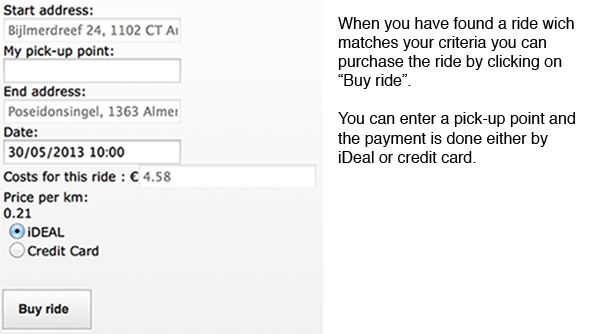 Start address:
Bijlmerdreef 24, 1102 CT
My pick-up point:
End address:
Poseidonsingel, 1363
Date:
30/05/2013 10:00
Costs for this ride : € 4.58
Price per km:
0.21
iDEAL
Credit Card
Buy ride
When you have found a ride wich
matches your criteria you can
purchase the ride by clicking on
“Buy ride”.
You can enter a pick-up point and
the payment is done either by
iDeal or credit card.